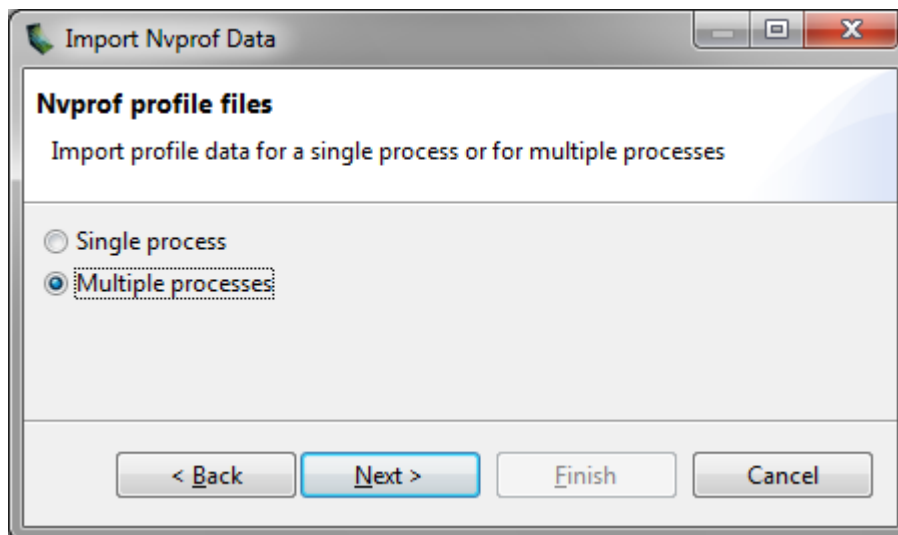 Import Nvprof Data
Nvprof profile files
Import profile data for a single process or for multiple processes
Single process
Multiple processes
< Back Next > Finish Cancel